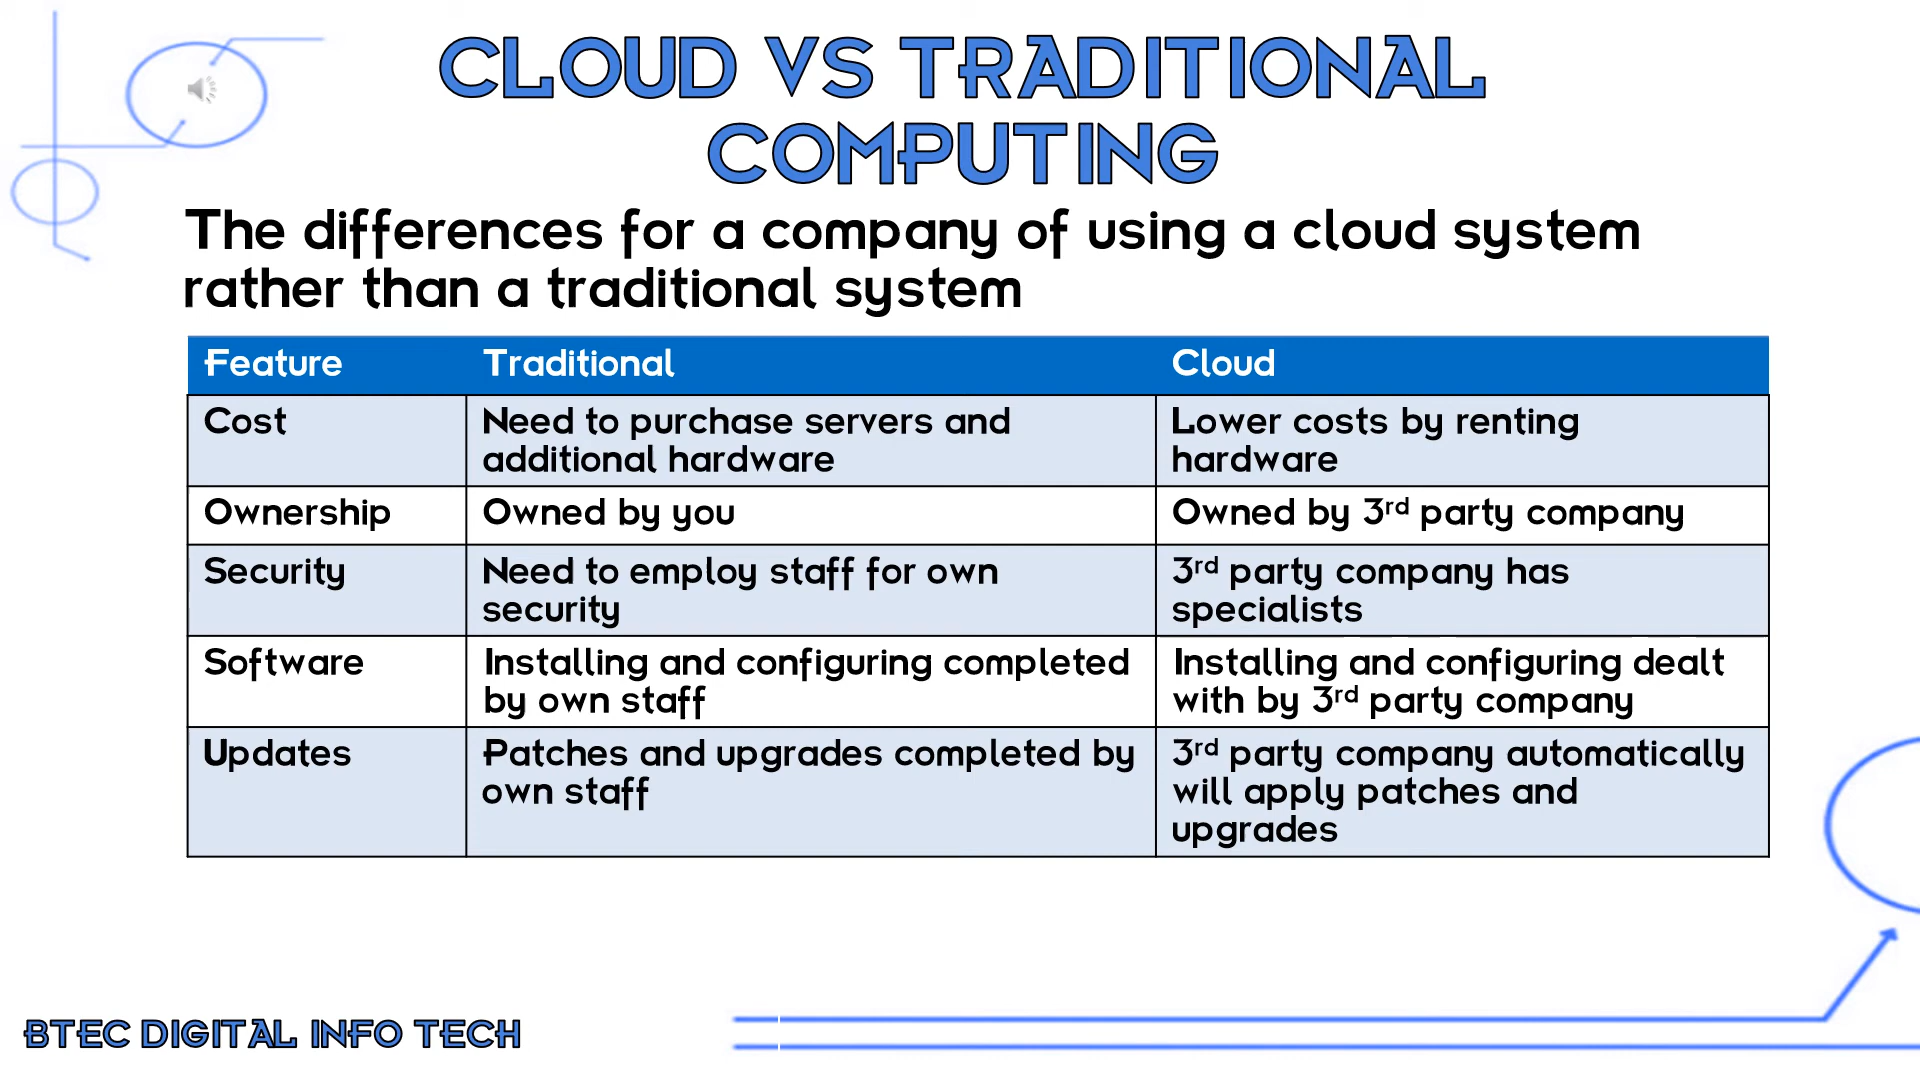 CLOUD VS TRADITIONAL
COMPUTING
The differences for a company of using a cloud system
rather than a traditional system
Feature Traditional Cloud
Cost Need to purchase servers and Lower costs by renting
additional hardware hardware
Ownership Owned by you Owned by 3rd party company
Security Need to employ staff for own 3rd party company has
security specialists
Software Installing and configuring completed Installing and configuring dealt
by own staff with by 3rd party company
Updates Patches and upgrades completed by 3rd party company automatically
own staff will apply patches and
upgrades
BTEC DIGITAL INFO TECH